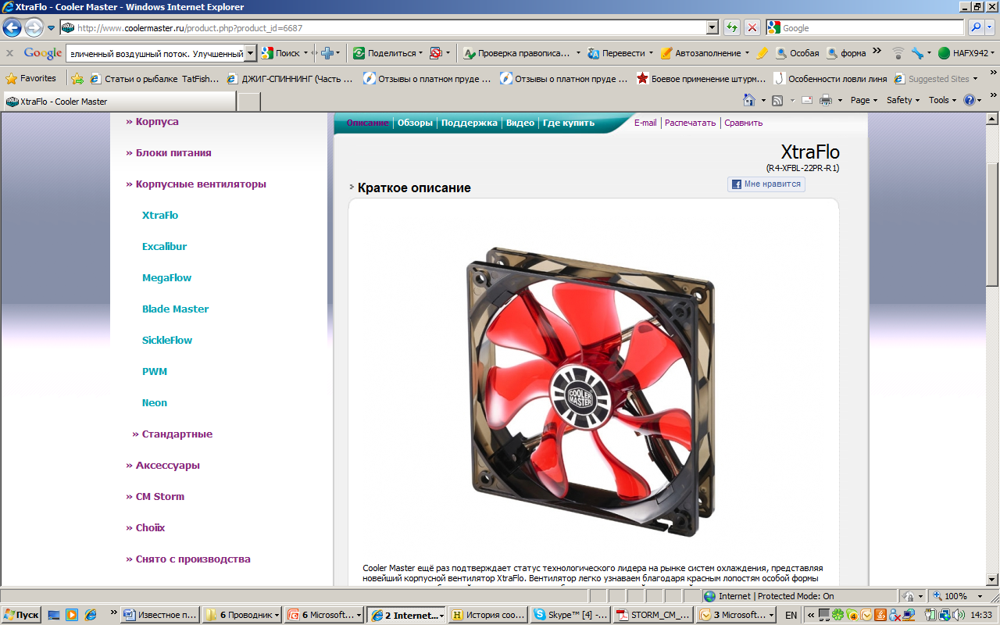 XtraFlo - Cooler Master - Windows Internet Explorer
http://www.coolermaster.ru/product.php?product_id=6687
Google
Google
еличенный воздушный поток. Улучшенный
Поиск
Поделиться
Проверка правописа...
Перевести
Автозаполнение
Особая
форма
HAFX942
Favorites
Статьи о рыбалке TatFish...
ДЖИГ-СПИННИНГ (Часть ...
Отзывы о платном пруде ...
Отзывы о платном пруде ...
Боевое применение штурм...
Особенности ловли линя
Suggested Sites
XtraFlo - Cooler Master
Page
Safety
Tools
» Корпуса
» Блоки питания
» Корпусные вентиляторы
XtraFlo
Excalibur
MegaFlow
Blade Master
SickleFlow
PWM
Neon
» Стандартные
» Аксессуары
» CM Storm
» Choiix
» Снято с производства
Описание
Обзоры
Поддержка
Видео
Где купить
E-mail
Распечатать
Сравнить
XtraFlo
(R4-XFBL-22PR-R1)
Мне нравится
Краткое описание
COOLER
MASTER
Cooler Master ещё раз подтверждает статус технологического лидера на рынке систем охлаждения, представляя
новейший корпусной вентилятор XtraFlo. Вентилятор легко узнаваем благодаря красным лопостям особой формы
Internet | Protected Mode: On
100%
Пуск
Известное п...
6 Проводник
6 Microsoft...
2 Internet...
История соо...
Skype™ [4] -...
STORM_CM_...
3 Microsoft...
EN
14:33